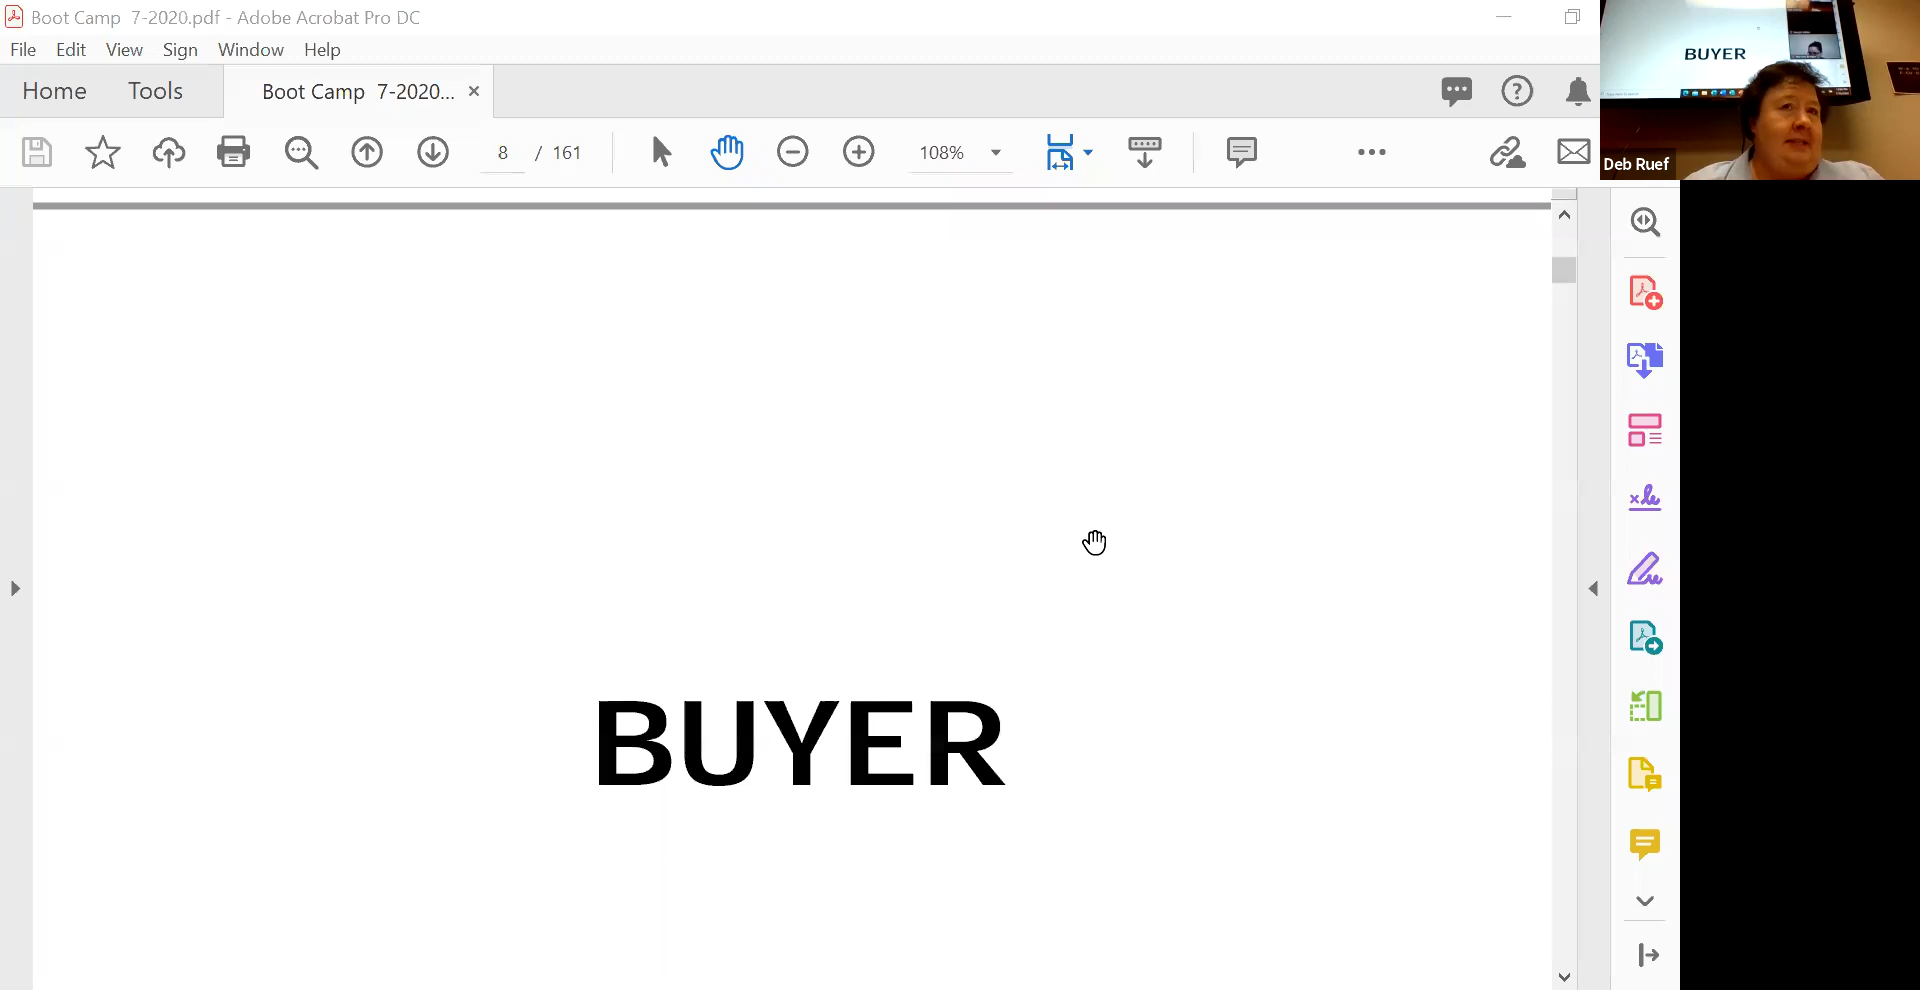 Boot Camp 7-2020.pdf - Adobe Acrobat Pro DC
File Edit View Sign Window Help
Home Tools Boot Camp 7-2020... ×
8 / 161 108%
BUYER
Deb Ruef
BUYER